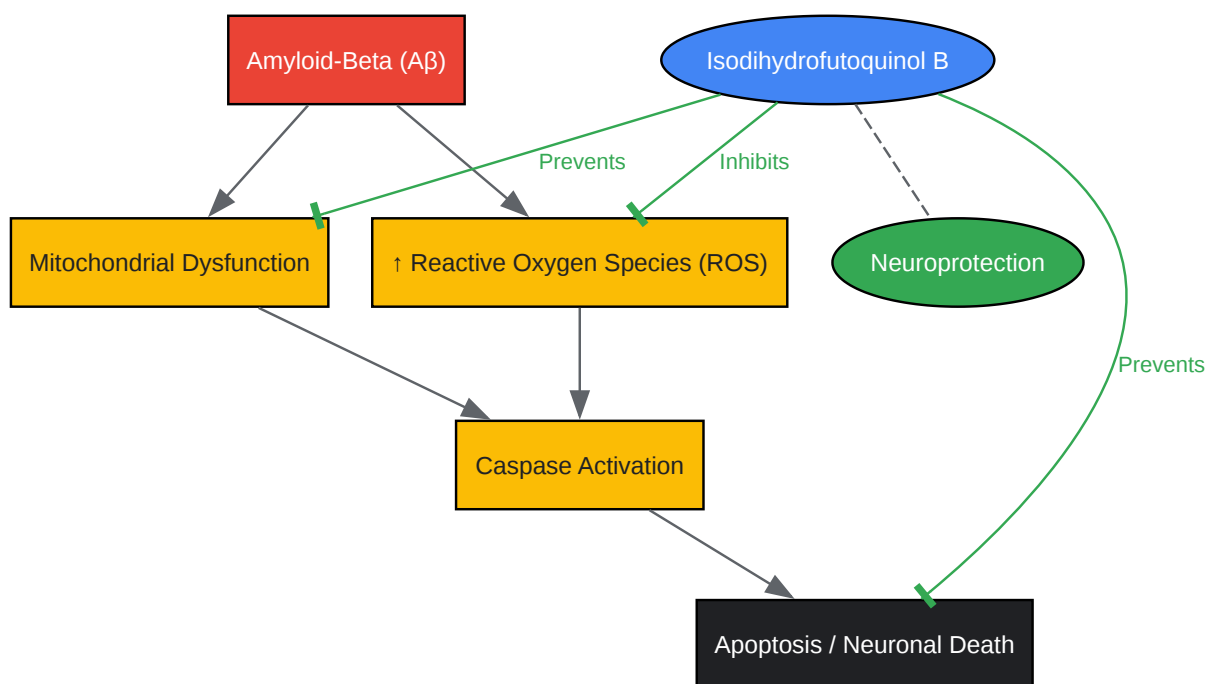 Amyloid-Beta (Aβ)
Isodihydrofutoquinol B
Prevents
Inhibits
Mitochondrial Dysfunction
↑ Reactive Oxygen Species (ROS)
Neuroprotection
Prevents
Caspase Activation
Apoptosis / Neuronal Death